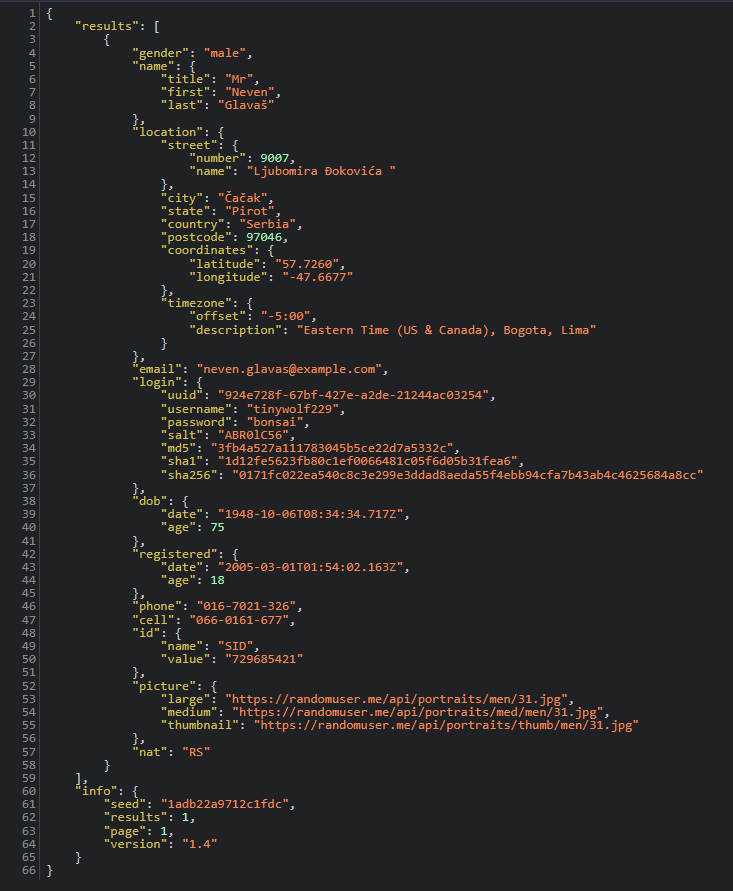 1 {
2     "results": [
3         {
4             "gender": "male",
5             "name": {
6                 "title": "Mr",
7                 "first": "Neven",
8                 "last": "Glavaš"
9             },
10             "location": {
11                 "street": {
12                     "number": 9007,
13                     "name": "Ljubomira Đokovića "
14                 },
15                 "city": "Čačak",
16                 "state": "Pirot",
17                 "country": "Serbia",
18                 "postcode": 97046,
19                 "coordinates": {
20                     "latitude": "57.7260",
21                     "longitude": "-47.6677"
22                 },
23                 "timezone": {
24                     "offset": "-5:00",
25                     "description": "Eastern Time (US & Canada), Bogota, Lima"
26                 }
27             },
28             "email": "neven.glavas@example.com",
29             "login": {
30                 "uuid": "924e728f-67bf-427e-a2de-21244ac03254",
31                 "username": "tinywolf229",
32                 "password": "bonsai",
33                 "salt": "ABR0lC56",
34                 "md5": "3fb4a527a111783045b5ce22d7a5332c",
35                 "sha1": "1d12fe5623fb80c1ef0066481c05f6d05b31fea6",
36                 "sha256": "0171fc022ea540c8c3e299e3ddad8aeda55f4ebb94cfa7b43ab4c4625684a8cc"
37             },
38             "dob": {
39                 "date": "1948-10-06T08:34:34.717Z",
40                 "age": 75
41             },
42             "registered": {
43                 "date": "2005-03-01T01:54:02.163Z",
44                 "age": 18
45             },
46             "phone": "016-7021-326",
47             "cell": "066-0161-677",
48             "id": {
49                 "name": "SID",
50                 "value": "729685421"
51             },
52             "picture": {
53                 "large": "https://randomuser.me/api/portraits/men/31.jpg",
54                 "medium": "https://randomuser.me/api/portraits/med/men/31.jpg",
55                 "thumbnail": "https://randomuser.me/api/portraits/thumb/men/31.jpg"
56             },
57             "nat": "RS"
58         }
59     ],
60     "info": {
61         "seed": "1adb22a9712c1fdc",
62         "results": 1,
63         "page": 1,
64         "version": "1.4"
65     }
66 }